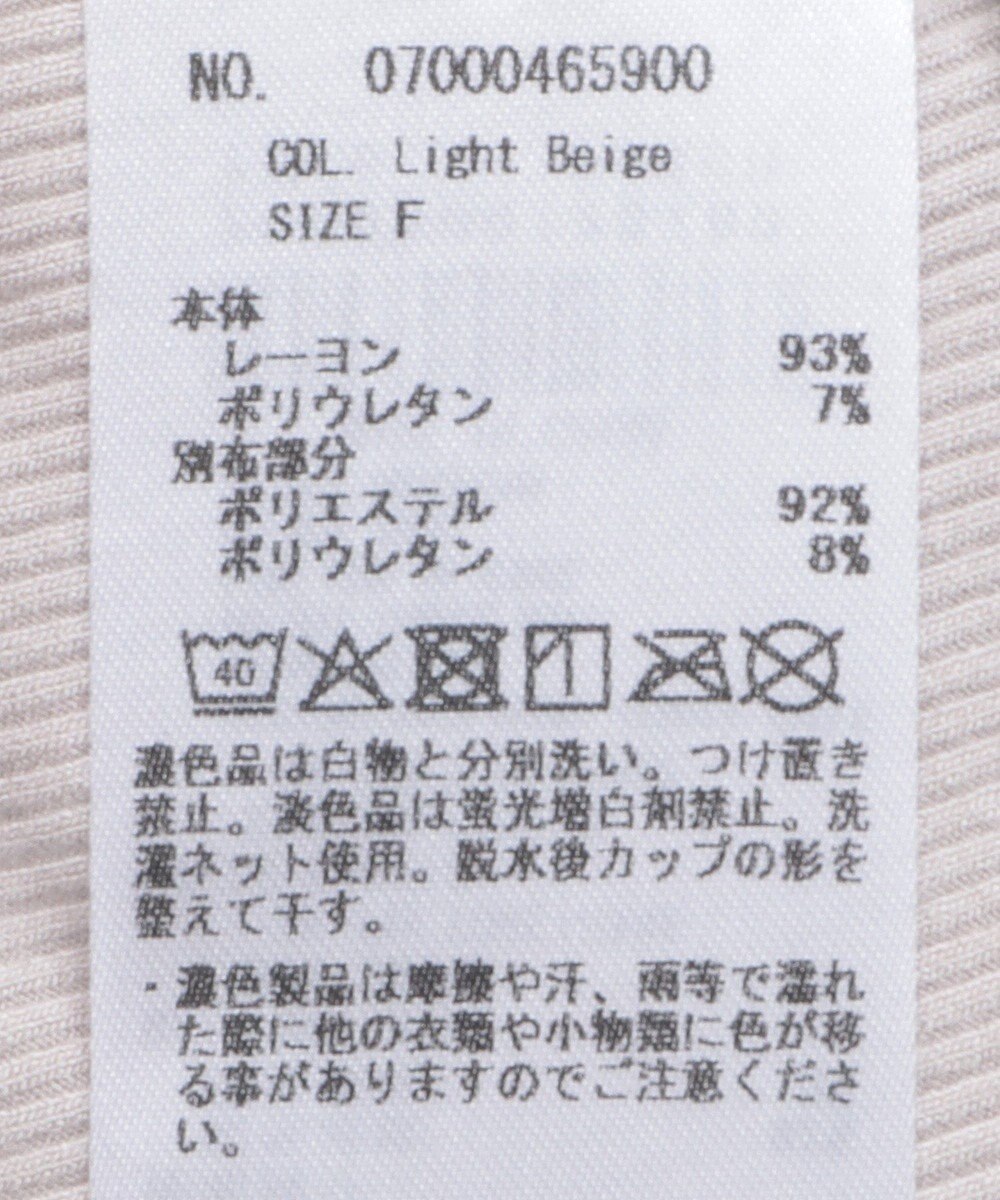 NO. 07000465900
COL. Light Beige
SIZE F
本体
レーヨン 93%
ポリウレタン 7%
別布部分
ポリエステル 92%
ポリウレタン 8%
40
濃色品は白物と分別洗い。つけ置き
禁止。淡色品は蛍光増白剤禁止。洗
濯ネット使用。脱水後カップの形を
整えて干す。
・濃色製品は摩擦や汗、雨等で濡れ
た際に他の衣類や小物類に色が移
る事がありますのでご注意くださ
い。